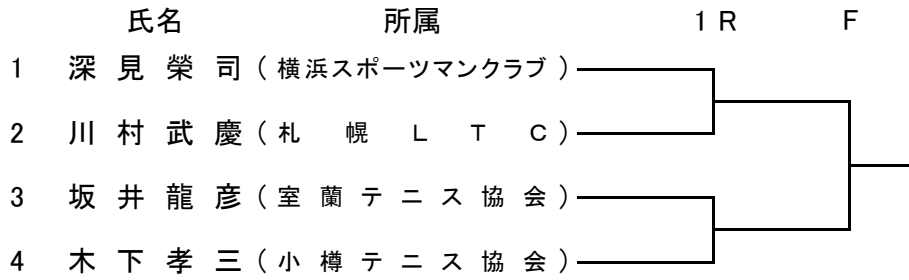 氏名 所属 1R F
1 深見榮司(横浜スポーツマンクラブ)
2 川村武慶(札幌LTC)
3 坂井龍彦(室蘭テニス協会)
4 木下孝三(小樽テニス協会)